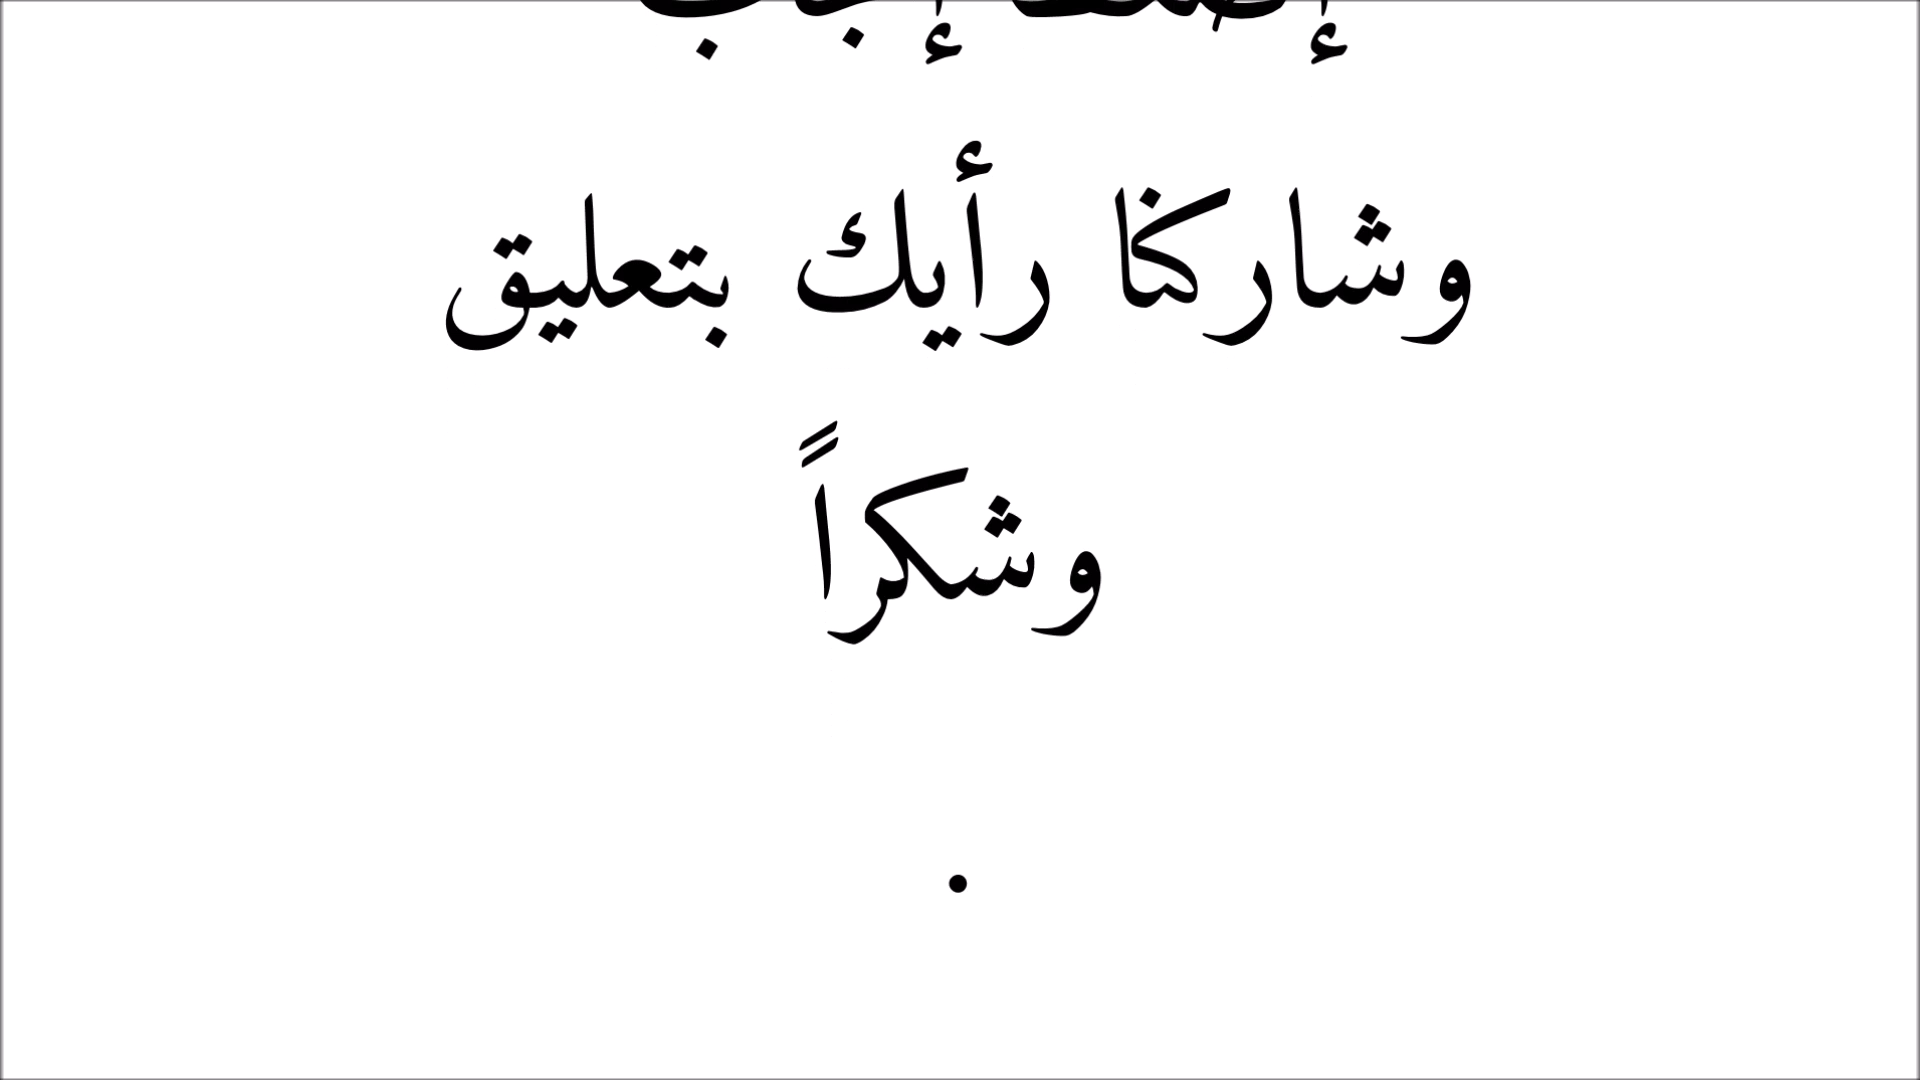 وشاركنا رأيك بتعليق
وشكراً
.